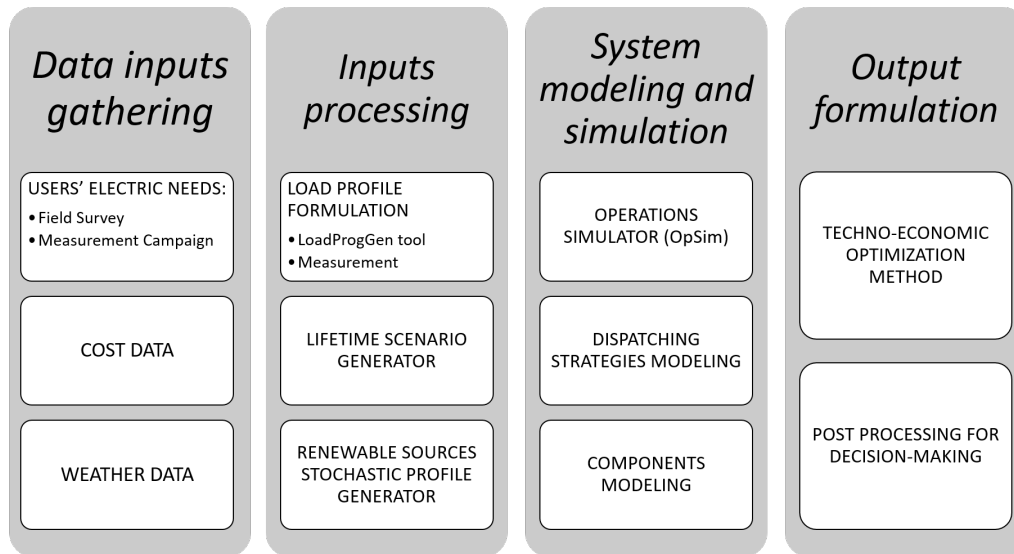 Data inputs
gathering
USERS' ELECTRIC NEEDS:
• Field Survey
• Measurement Campaign
COST DATA
WEATHER DATA
Inputs
processing
LOAD PROFILE
FORMULATION
• LoadProgGen tool
• Measurement
LIFETIME SCENARIO
GENERATOR
RENEWABLE SOURCES
STOCHASTIC PROFILE
GENERATOR
System
modeling and
simulation
OPERATIONS
SIMULATOR (OpSim)
DISPATCHING
STRATEGIES MODELING
COMPONENTS
MODELING
Output
formulation
TECHNO-ECONOMIC
OPTIMIZATION
METHOD
POST PROCESSING FOR
DECISION-MAKING